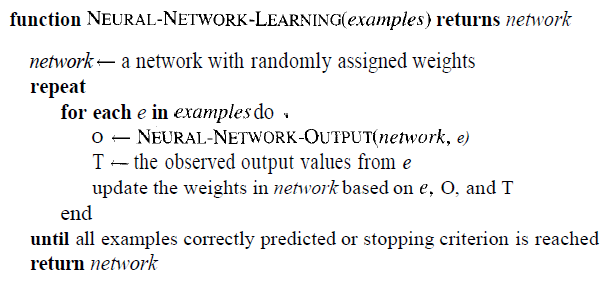 function NEURAL-NETWORK-LEARNING(examples) returns network
network ← a network with randomly assigned weights
repeat
for each e in examples do
O ← NEURAL-NETWORK-OUTPUT(network, e)
T ← the observed output values from e
update the weights in network based on e, O, and T
end
until all examples correctly predicted or stopping criterion is reached
return network